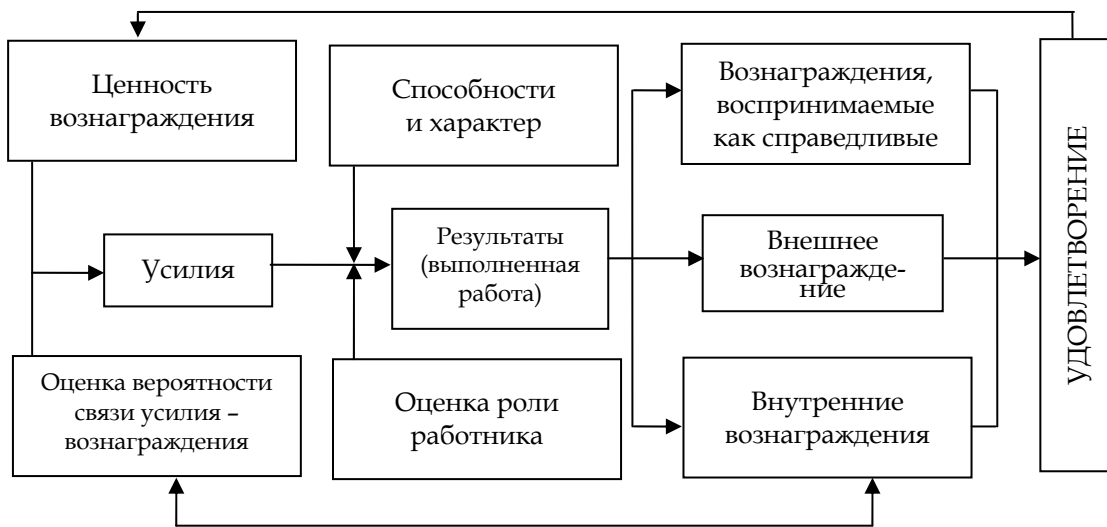 Ценность
вознаграждения
Способности
и характер
Вознаграждения,
воспринимаемые
как справедливые
УДОВЛЕТВОРЕНИЕ
Усилия
Результаты
(выполненная
работа)
Внешнее
вознагражде-
ние
Оценка вероятности
связи усилия –
вознаграждения
Оценка роли
работника
Внутренние
вознаграждения